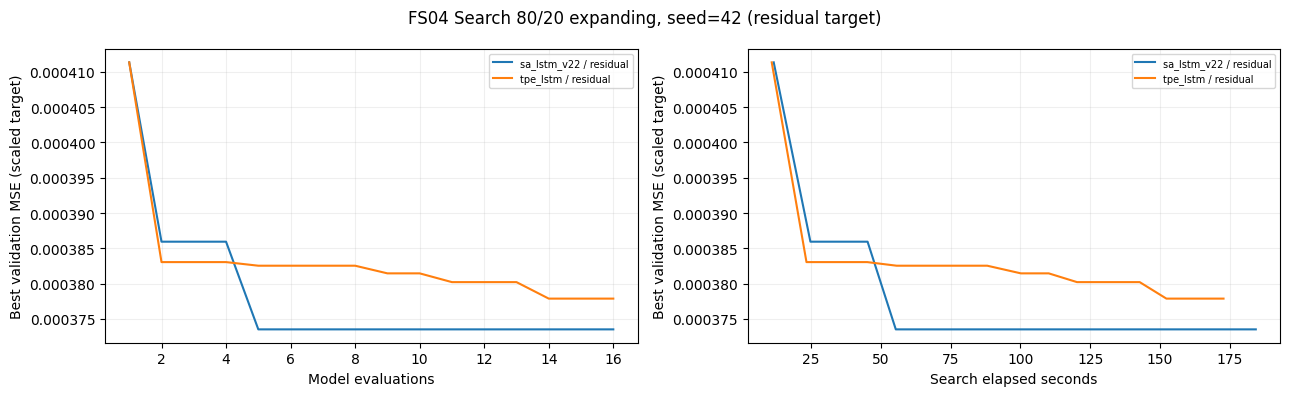 FS04 Search 80/20 expanding, seed=42 (residual target)
sa_lstm_v22 / residual
tpe_lstm / residual
Best validation MSE (scaled target)
0.000410
0.000405
0.000400
0.000395
0.000390
0.000385
0.000380
0.000375
2 4 6 8 10 12 14 16
Model evaluations
sa_lstm_v22 / residual
tpe_lstm / residual
Best validation MSE (scaled target)
0.000410
0.000405
0.000400
0.000395
0.000390
0.000385
0.000380
0.000375
25 50 75 100 125 150 175
Search elapsed seconds